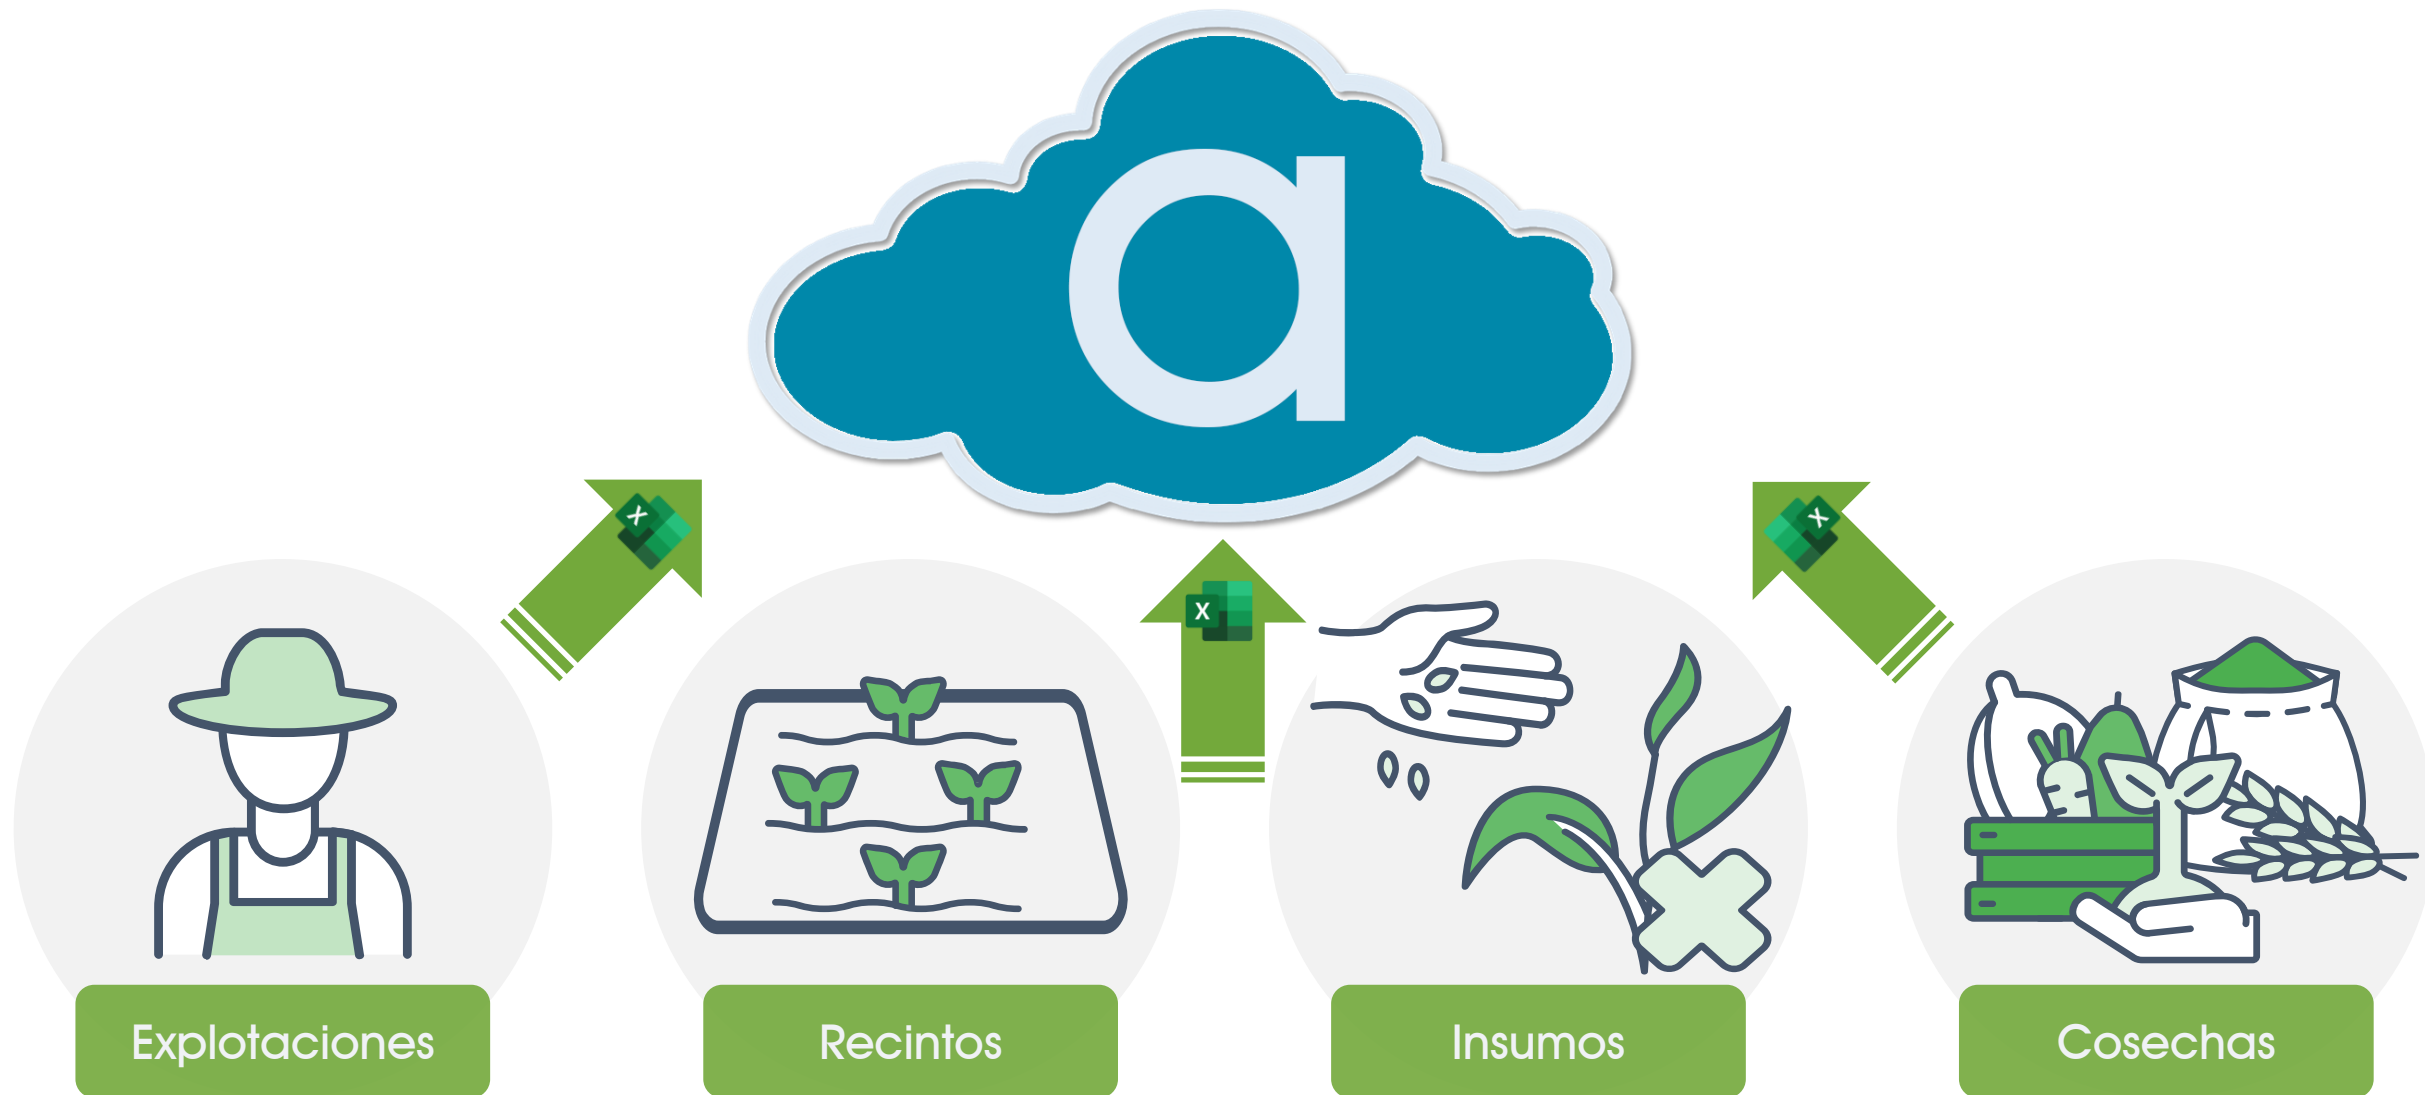 a
X
X
X
Explotaciones
Recintos
Insumos
Cosechas